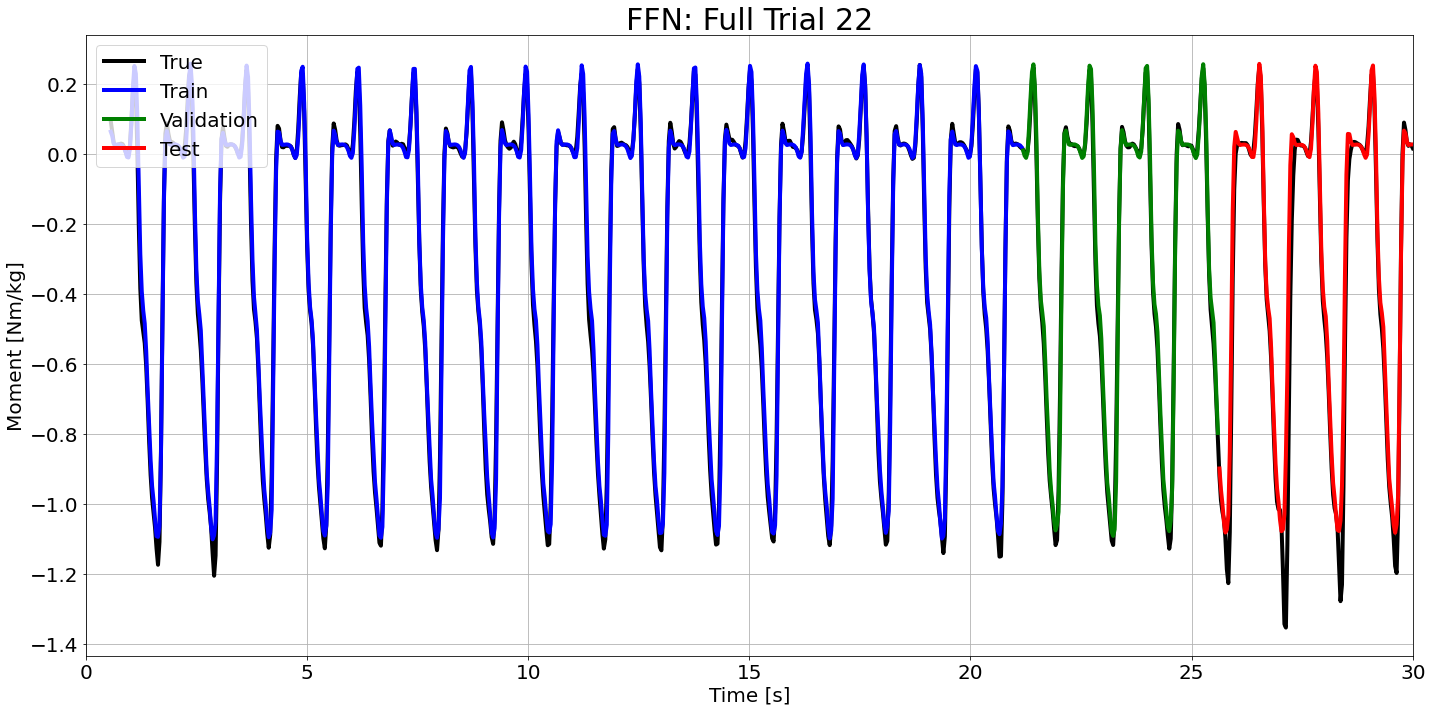 FFN: Full Trial 22
True
Train
Validation
Test
0.2
0.0
−0.2
−0.4
−0.6
−0.8
−1.0
−1.2
−1.4
Moment [Nm/kg]
0 5 10 15 20 25 30
Time [s]